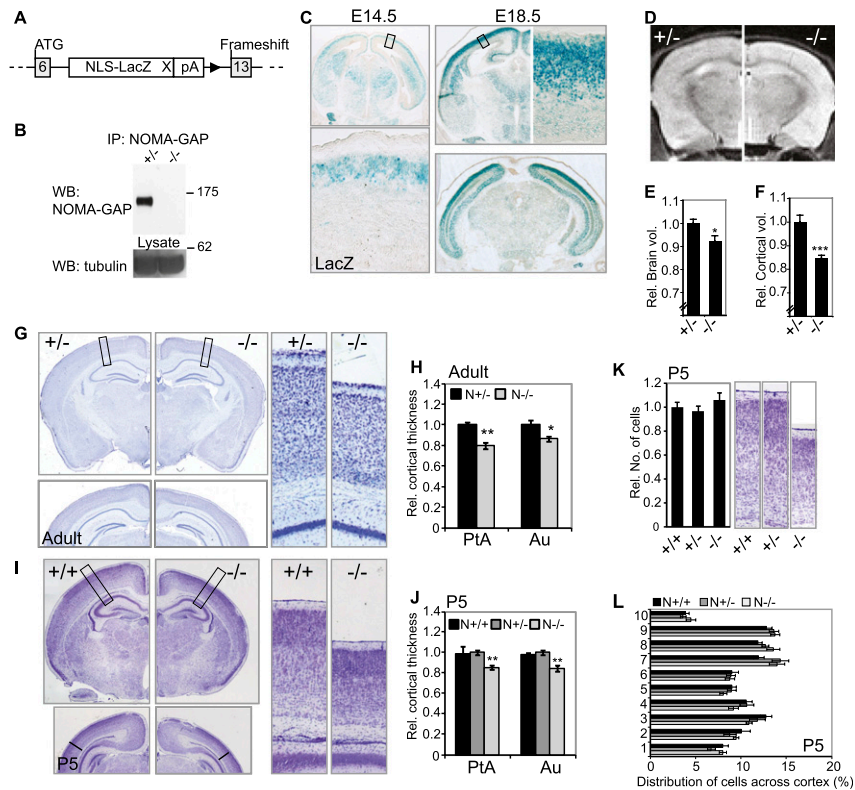 A
ATG
Frameshift
6
NLS-LacZ
X
pA
13
B
IP: NOMA-GAP
+/-
-/-
WB:
NOMA-GAP
175
Lysate
62
WB: tubulin
C
E14.5
E18.5
LacZ
D
+/-
-/-
E
Rel. Brain vol.
1.1
1.0
0.9
0.8
0.7
*
+/-
-/-
F
Rel. Cortical vol.
1.1
1.0
0.9
0.8
0.7
***
+/-
-/-
G
+/-
-/-
+/-
-/-
Adult
H
Adult
N+/-
N-/-
Rel. cortical thickness
1.4
1.2
1.0
0.8
0.6
0.4
0.2
0
**
*
PtA
Au
I
+/+
-/-
+/+
-/-
P5
J
P5
N+/+
N+/-
N-/-
Rel. cortical thickness
1.4
1.2
1.0
0.8
0.6
0.4
0.2
0
**
**
PtA
Au
K
P5
Rel. No. of cells
1.2
1.0
0.8
0.6
0.4
0.2
0
+/+
+/-
-/-
+/+
+/-
-/-
L
N+/+
N+/-
N-/-
10
9
8
7
6
5
4
3
2
1
P5
0
5
10
15
20
Distribution of cells across cortex (%)